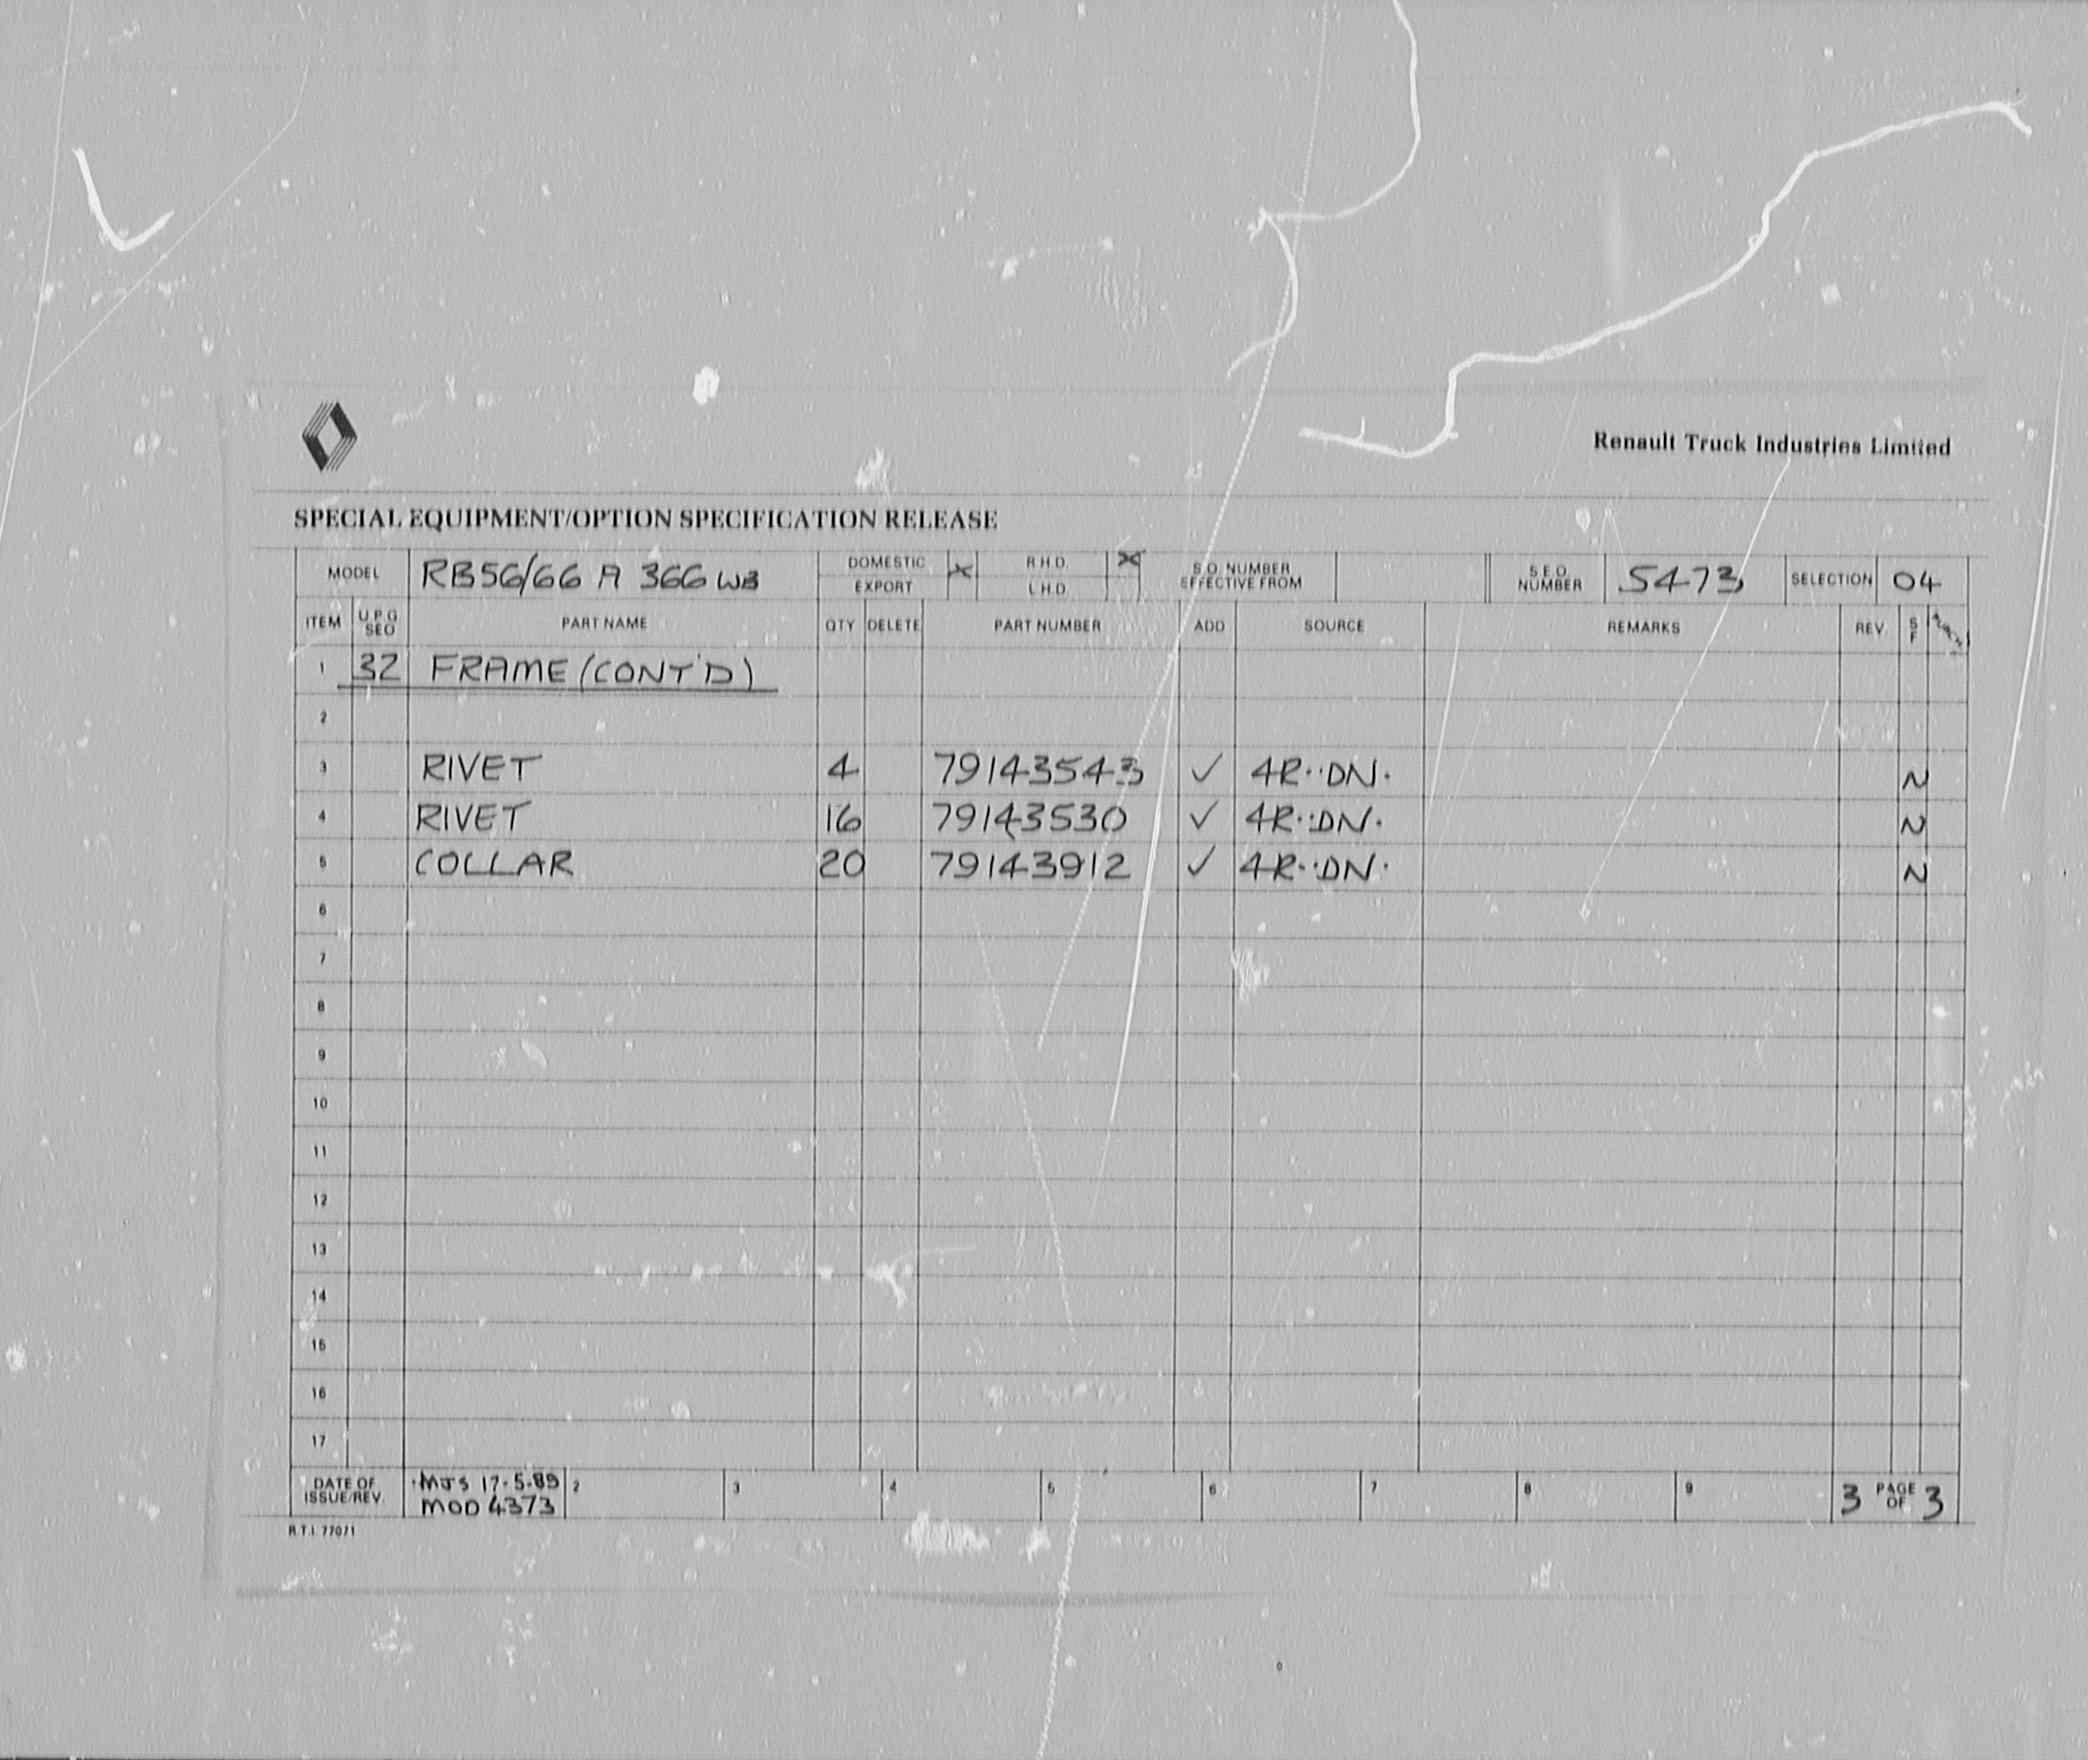 Renault Truck Industries Limited
SPECIAL EQUIPMENT/OPTION SPECIFICATION RELEASE
MODEL RB56/66 A 366 WB DOMESTIC EXPORT X R.H.D. L.H.D X S.O. NUMBER EFFECTIVE FROM S.E.O. NUMBER 5473 SELECTION 04
ITEM U.P.G SEQ PART NAME QTY DELETE PART NUMBER ADD SOURCE REMARKS REV. S F
1 32 FRAME (CONT'D)
2
3 RIVET 4 79143543 ✓ 4R··DN· N
4 RIVET 16 79143530 ✓ 4R··DN· N
5 COLLAR 20 79143912 ✓ 4R··DN· N
6
7
8
9
10
11
12
13
14
15
16
17
DATE OF ISSUE/REV. MJS 17·5·89 2 3 4 5 6 7 8 9 3 PAGE OF 3
MOD 4373
R.T.I. 77071